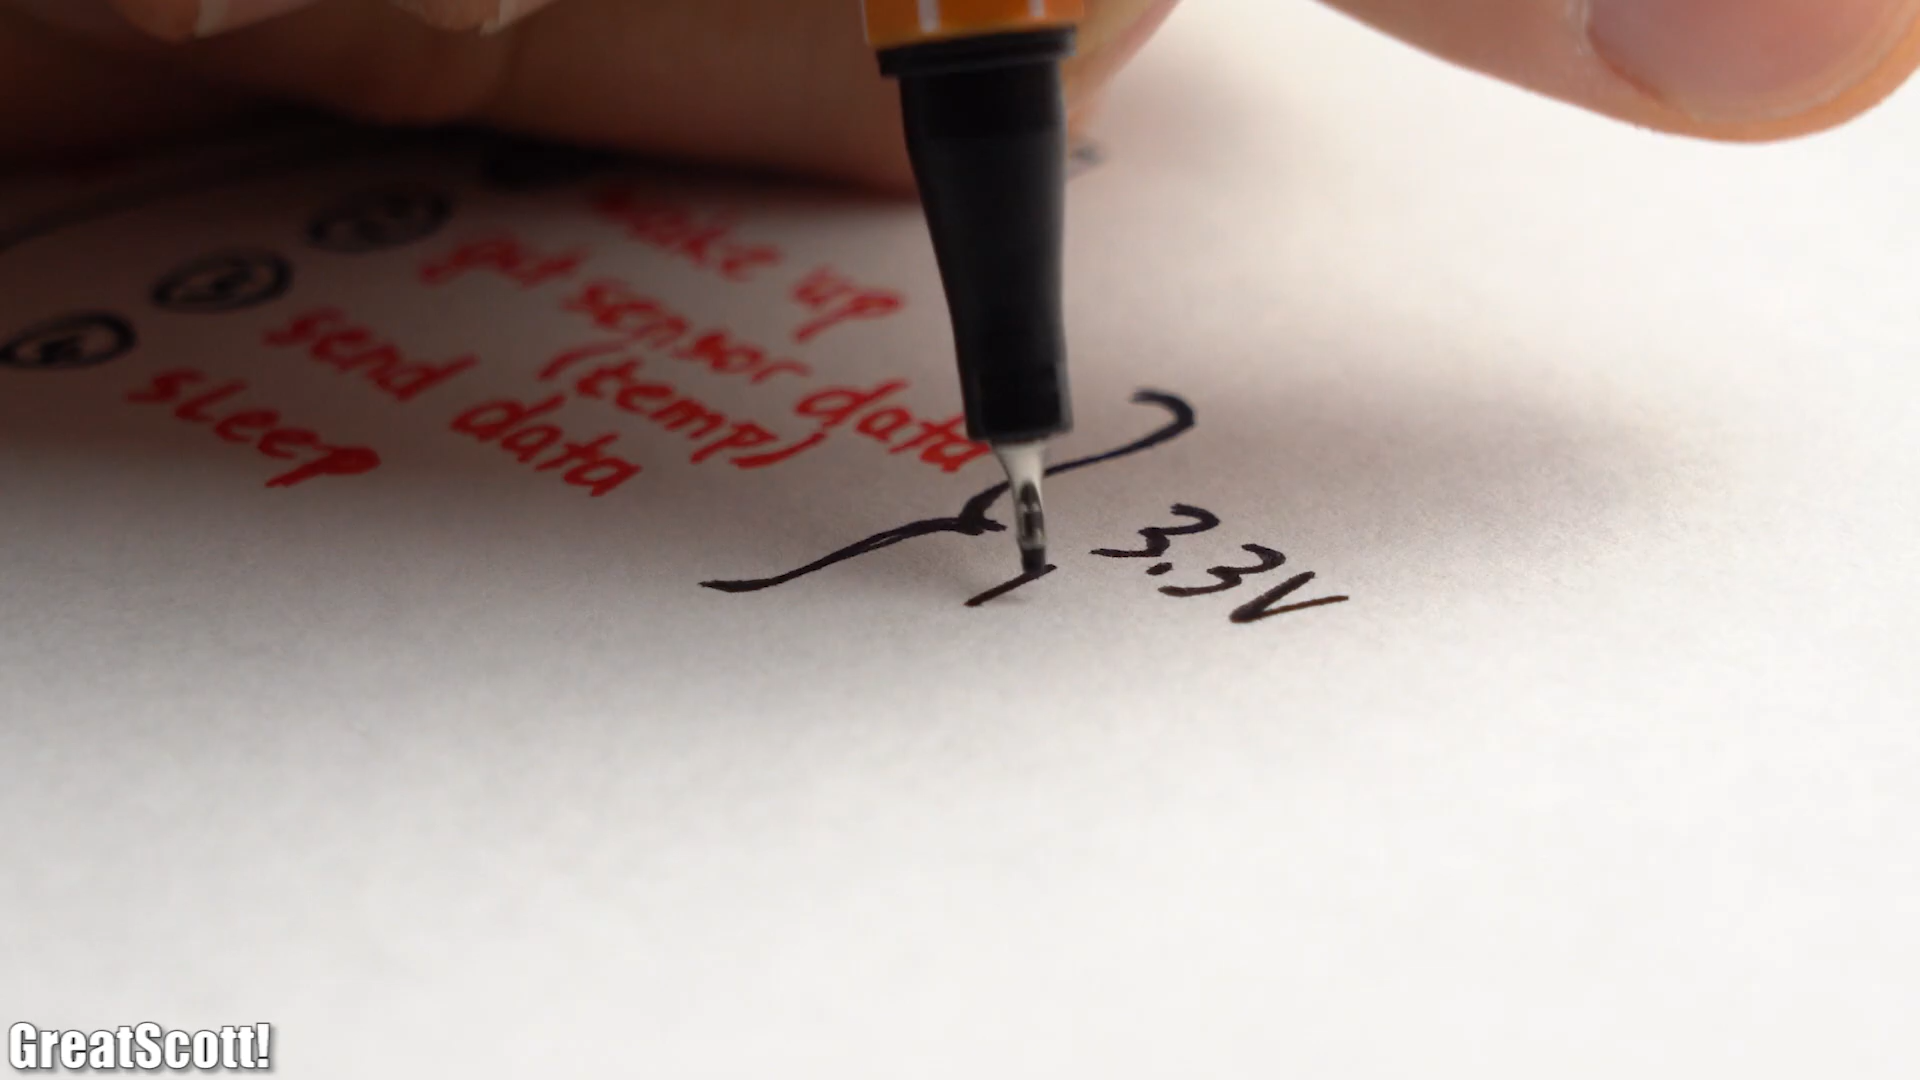 wake up
get sensor data
(temp)
send data
sleep
3.3V
GreatScott!